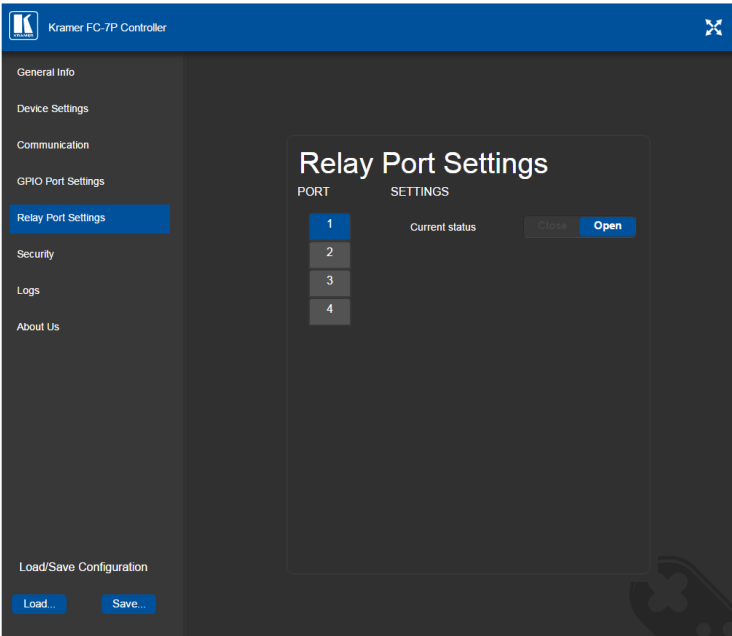 KRAMER
Kramer FC-7P Controller
General Info
Device Settings
Communication
GPIO Port Settings
Relay Port Settings
Security
Logs
About Us
Relay Port Settings
PORT SETTINGS
1 Current status Close Open
2
3
4
Load/Save Configuration
Load... Save...